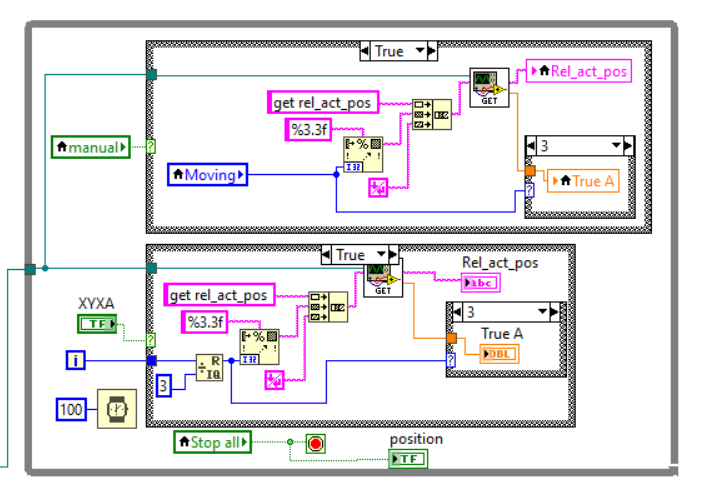 True
Rel_act_pos
GET
get rel_act_pos
%3.3f
manual
?
I32
3
Moving
True A
?
True
Rel_act_pos
abc
GET
get rel_act_pos
XYXA
TF
%3.3f
3
?
I32
True A
DBL
i
R
IQ
?
3
100
Stop all
position
TF